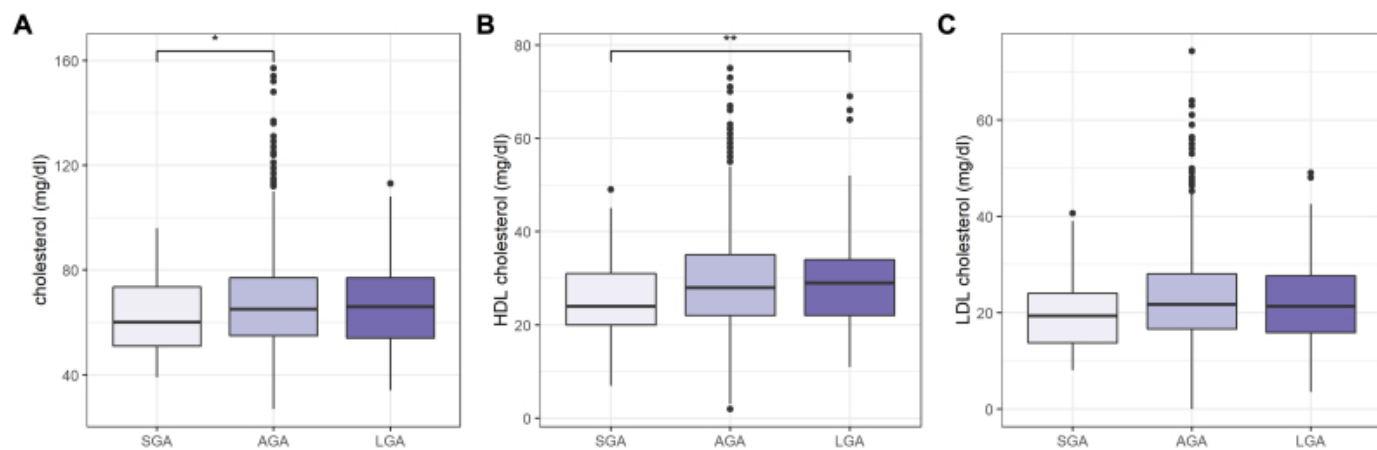 A
cholesterol (mg/dl)
160
120
80
40
*
SGA AGA LGA
B
HDL cholesterol (mg/dl)
80
60
40
20
0
**
SGA AGA LGA
C
LDL cholesterol (mg/dl)
60
40
20
0
SGA AGA LGA